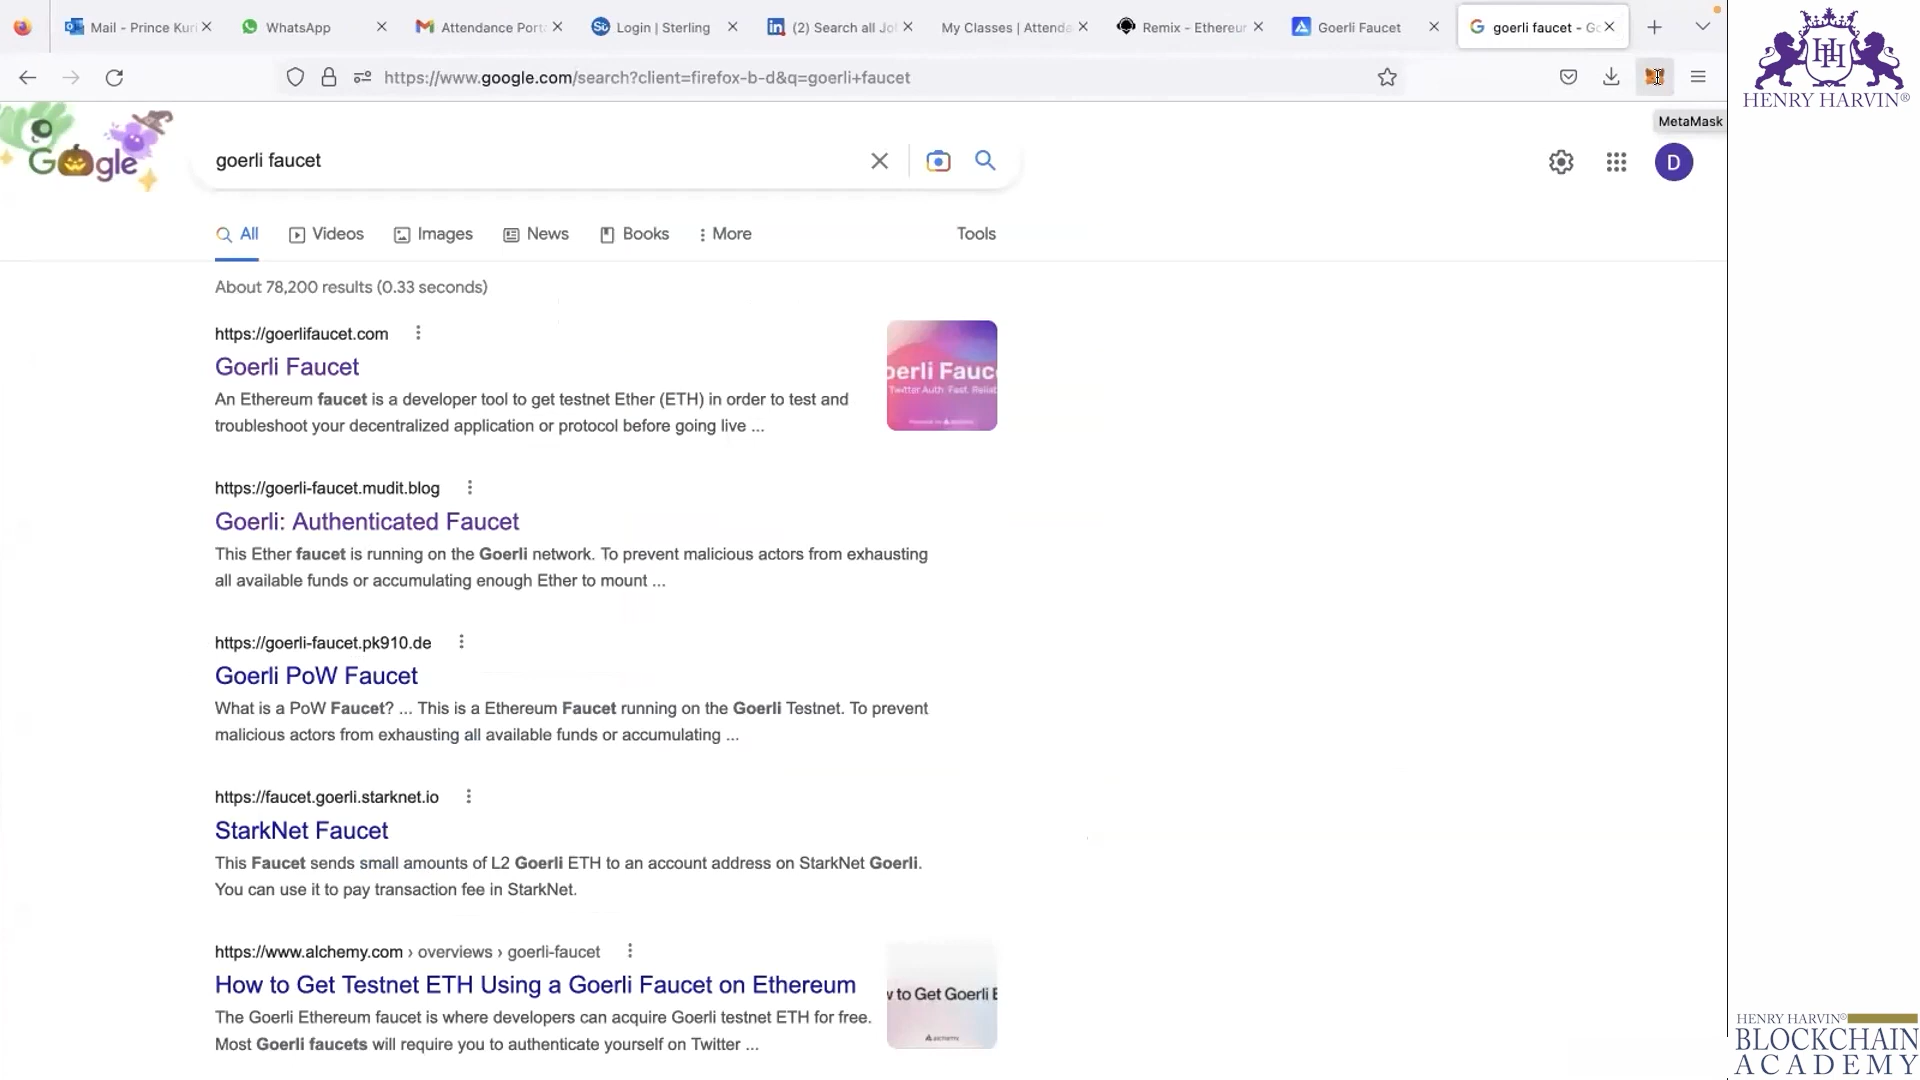 Mail - Prince Kuri
WhatsApp
Attendance Port
Login | Sterling
(2) Search all Jo
My Classes | Attenda
Remix - Ethereur
Goerli Faucet
goerli faucet - Go
https://www.google.com/search?client=firefox-b-d&q=goerli+faucet
HENRY HARVIN®
MetaMask
Google
goerli faucet
D
All
Videos
Images
News
Books
More
Tools
About 78,200 results (0.33 seconds)
https://goerlifaucet.com
Goerli Faucet
An Ethereum faucet is a developer tool to get testnet Ether (ETH) in order to test and
troubleshoot your decentralized application or protocol before going live ...
oerli Fauc
Twitter Auth. Fast. Reliat
https://goerli-faucet.mudit.blog
Goerli: Authenticated Faucet
This Ether faucet is running on the Goerli network. To prevent malicious actors from exhausting
all available funds or accumulating enough Ether to mount ...
https://goerli-faucet.pk910.de
Goerli PoW Faucet
What is a PoW Faucet? ... This is a Ethereum Faucet running on the Goerli Testnet. To prevent
malicious actors from exhausting all available funds or accumulating ...
https://faucet.goerli.starknet.io
StarkNet Faucet
This Faucet sends small amounts of L2 Goerli ETH to an account address on StarkNet Goerli.
You can use it to pay transaction fee in StarkNet.
https://www.alchemy.com › overviews › goerli-faucet
How to Get Testnet ETH Using a Goerli Faucet on Ethereum
The Goerli Ethereum faucet is where developers can acquire Goerli testnet ETH for free.
Most Goerli faucets will require you to authenticate yourself on Twitter ...
v to Get Goerli E
alchemy
HENRY HARVIN®
BLOCKCHAIN
ACADEMY